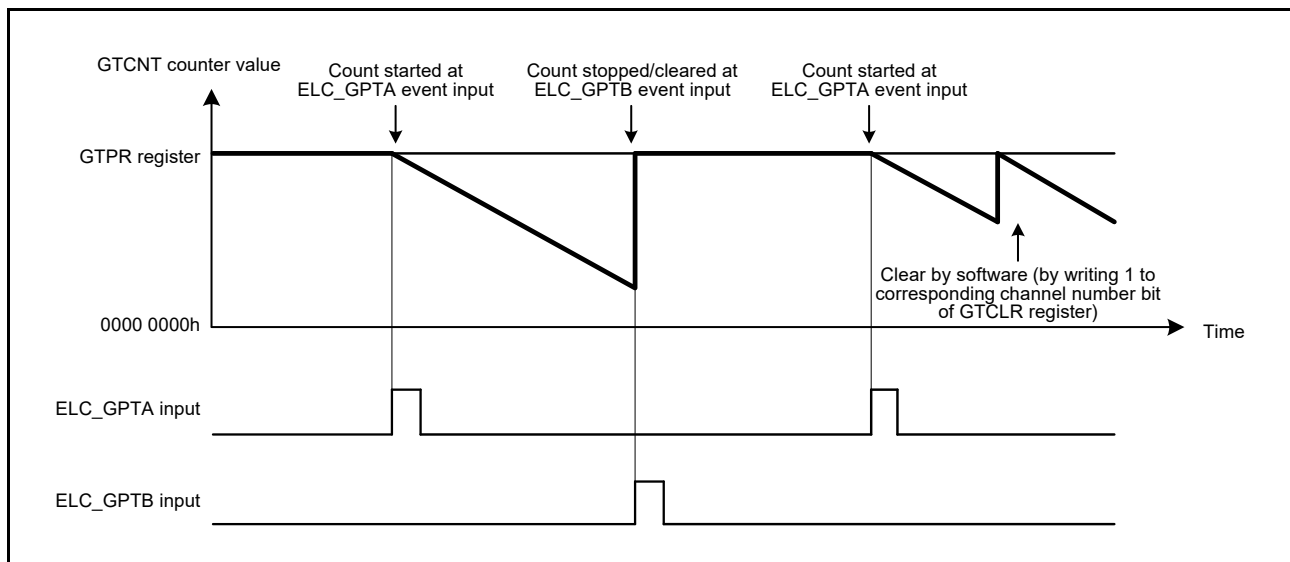 GTCNT counter value
Count started at
ELC_GPTA event input
Count stopped/cleared at
ELC_GPTB event input
Count started at
ELC_GPTA event input
GTPR register
Clear by software (by writing 1 to
corresponding channel number bit
of GTCLR register)
0000 0000h
Time
ELC_GPTA input
ELC_GPTB input